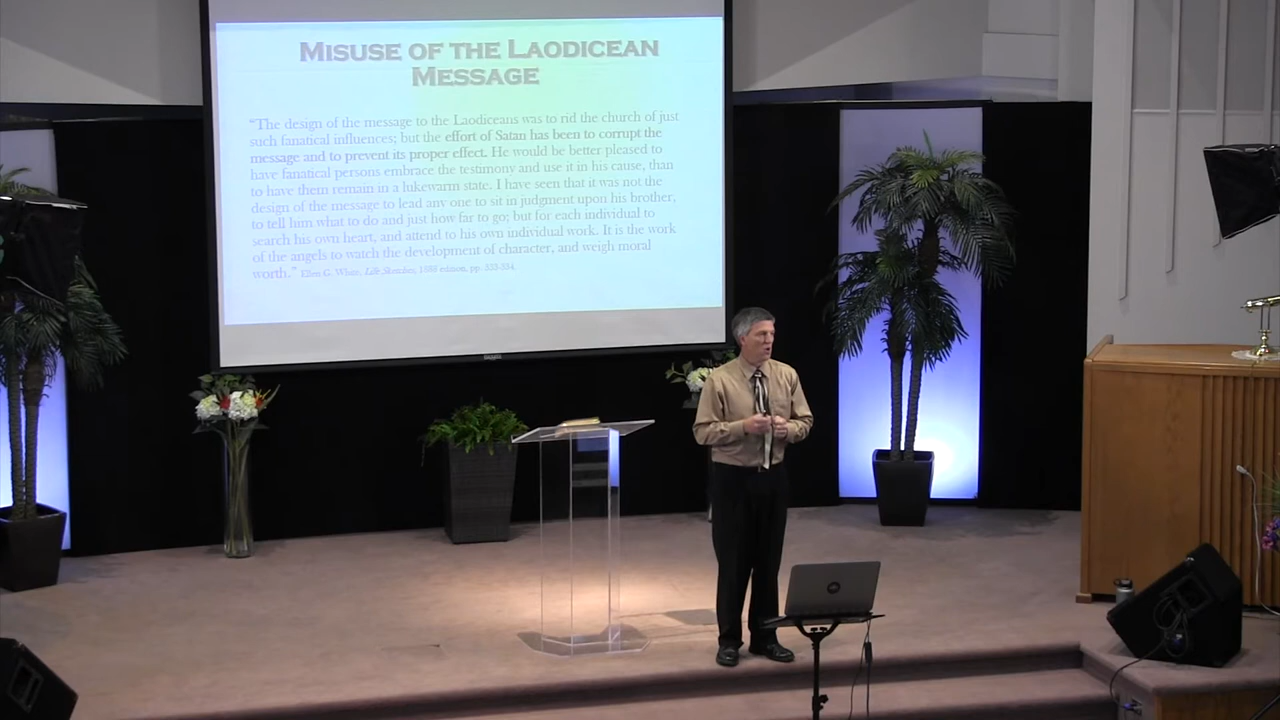 MISUSE OF THE LAODICEAN
MESSAGE
“The design of the message to the Laodiceans was to rid the church of just
such fanatical influences; but the effort of Satan has been to corrupt the
message and to prevent its proper effect. He would be better pleased to
have fanatical persons embrace the testimony and use it in his cause, than
to have them remain in a lukewarm state. I have seen that it was not the
design of the message to lead any one to sit in judgment upon his brother,
to tell him what to do and just how far to go; but for each individual to
search his own heart, and attend to his own individual work. It is the work
of the angels to watch the development of character, and weigh moral
worth.” Ellen G. White, Life Sketches, edition, pp.